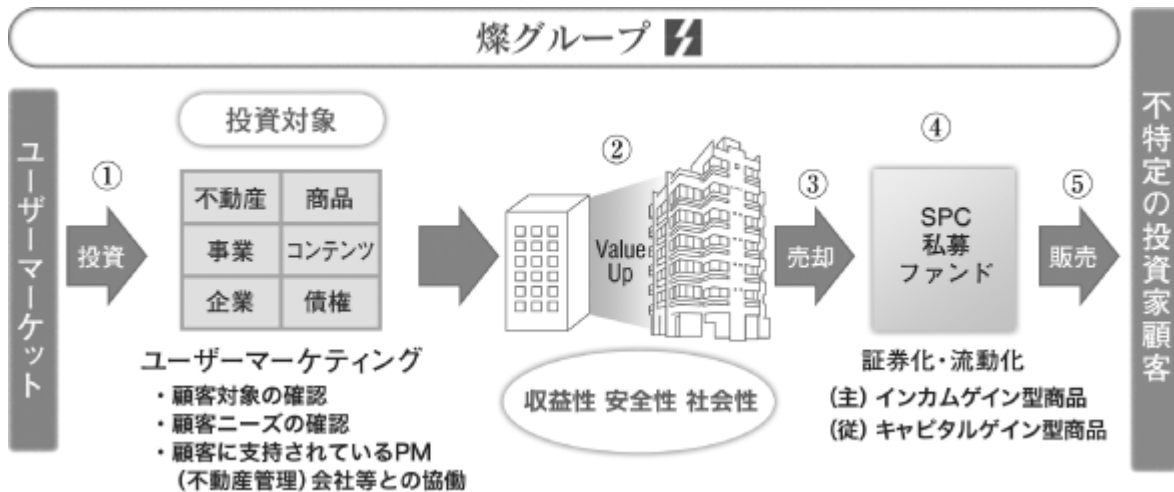 燦グループ
ユーザーマーケット
①
投資
投資対象
不動産
商品
事業
コンテンツ
企業
債権
ユーザーマーケティング
・顧客対象の確認
・顧客ニーズの確認
・顧客に支持されているPM
(不動産管理)会社等との協働
②
Value
Up
収益性 安全性 社会性
③
売却
④
SPC
私募
ファンド
証券化・流動化
(主) インカムゲイン型商品
(従) キャピタルゲイン型商品
⑤
販売
不特定の投資家顧客